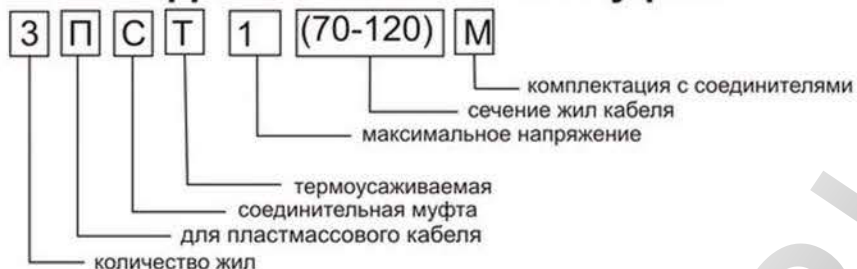 3 П С Т 1 (70-120) М
комплектация с соединителями
сечение жил кабеля
максимальное напряжение
термоусаживаемая
соединительная муфта
для пластмассового кабеля
количество жил